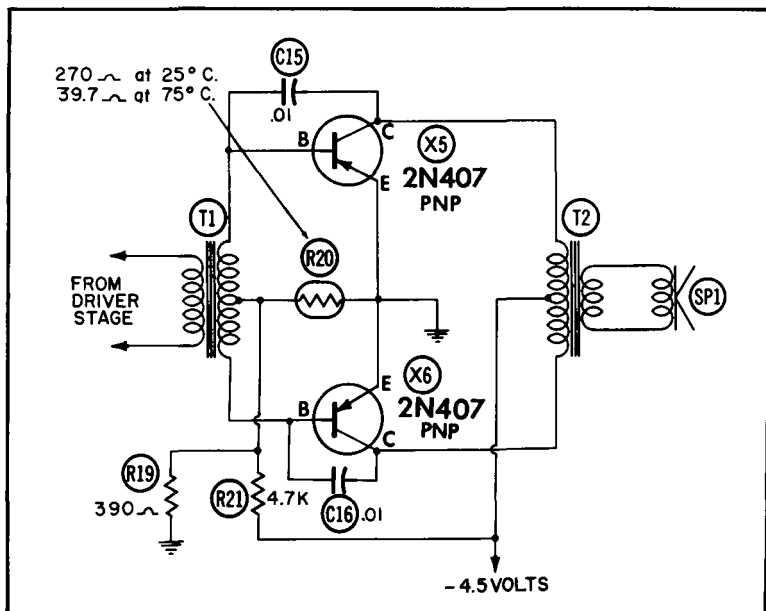 C15
270 Ω at 25° C.
39.7 Ω at 75° C.
.01
B
C
X5
2N407
PNP
E
T1
T2
R20
FROM
DRIVER
STAGE
SP1
E
X6
2N407
PNP
B
C
R19
390 Ω
R21
4.7K
C16 .01
- 4.5 VOLTS